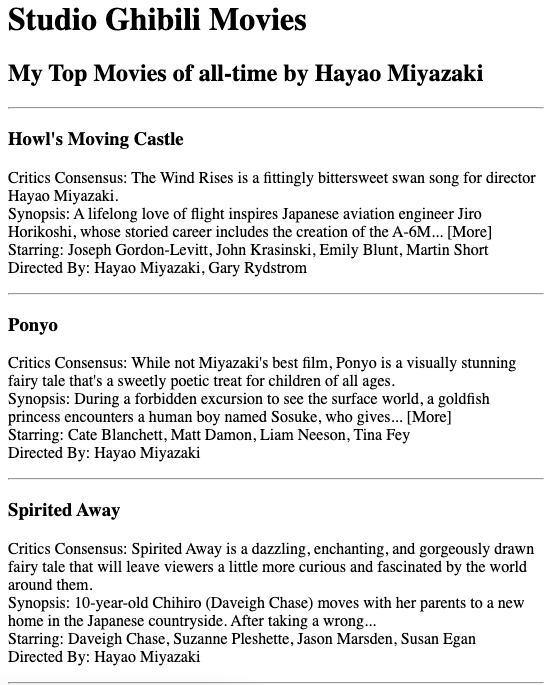 Studio Ghibili Movies
My Top Movies of all-time by Hayao Miyazaki
Howl's Moving Castle
Critics Consensus: The Wind Rises is a fittingly bittersweet swan song for director
Hayao Miyazaki.
Synopsis: A lifelong love of flight inspires Japanese aviation engineer Jiro
Horikoshi, whose storied career includes the creation of the A-6M... [More]
Starring: Joseph Gordon-Levitt, John Krasinski, Emily Blunt, Martin Short
Directed By: Hayao Miyazaki, Gary Rydstrom
Ponyo
Critics Consensus: While not Miyazaki's best film, Ponyo is a visually stunning
fairy tale that's a sweetly poetic treat for children of all ages.
Synopsis: During a forbidden excursion to see the surface world, a goldfish
princess encounters a human boy named Sosuke, who gives... [More]
Starring: Cate Blanchett, Matt Damon, Liam Neeson, Tina Fey
Directed By: Hayao Miyazaki
Spirited Away
Critics Consensus: Spirited Away is a dazzling, enchanting, and gorgeously drawn
fairy tale that will leave viewers a little more curious and fascinated by the world
around them.
Synopsis: 10-year-old Chihiro (Daveigh Chase) moves with her parents to a new
home in the Japanese countryside. After taking a wrong...
Starring: Daveigh Chase, Suzanne Pleshette, Jason Marsden, Susan Egan
Directed By: Hayao Miyazaki